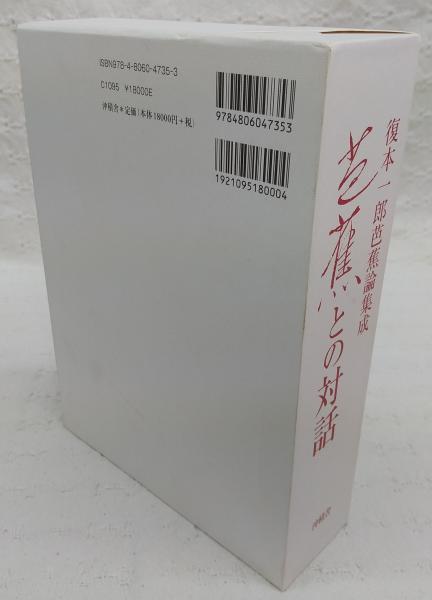 ISBN978-4-8060-4735-3
C1095 ¥18000E
沖積舎*定価[本体18000円+税]
9784806047353
1921095180004
復本一郎芭蕉論集成
芭蕉との対話
沖積舎